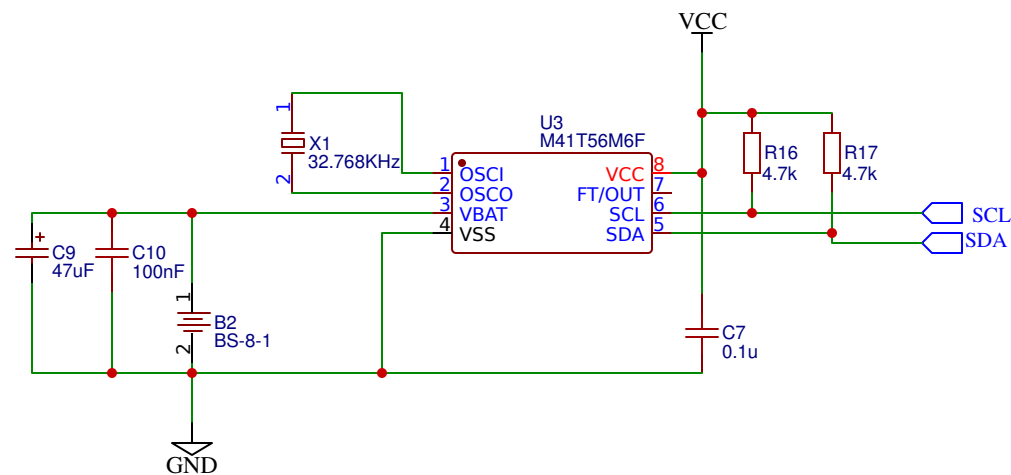 VCC
1
X1
32.768KHz
2
U3
M41T56M6F
1
OSCI
2
OSCO
3
VBAT
4
VSS
VCC
8
FT/OUT
7
SCL
6
SDA
5
R16
4.7k
R17
4.7k
SCL
SDA
+
C9
47uF
C10
100nF
1
B2
BS-8-1
2
C7
0.1u
GND